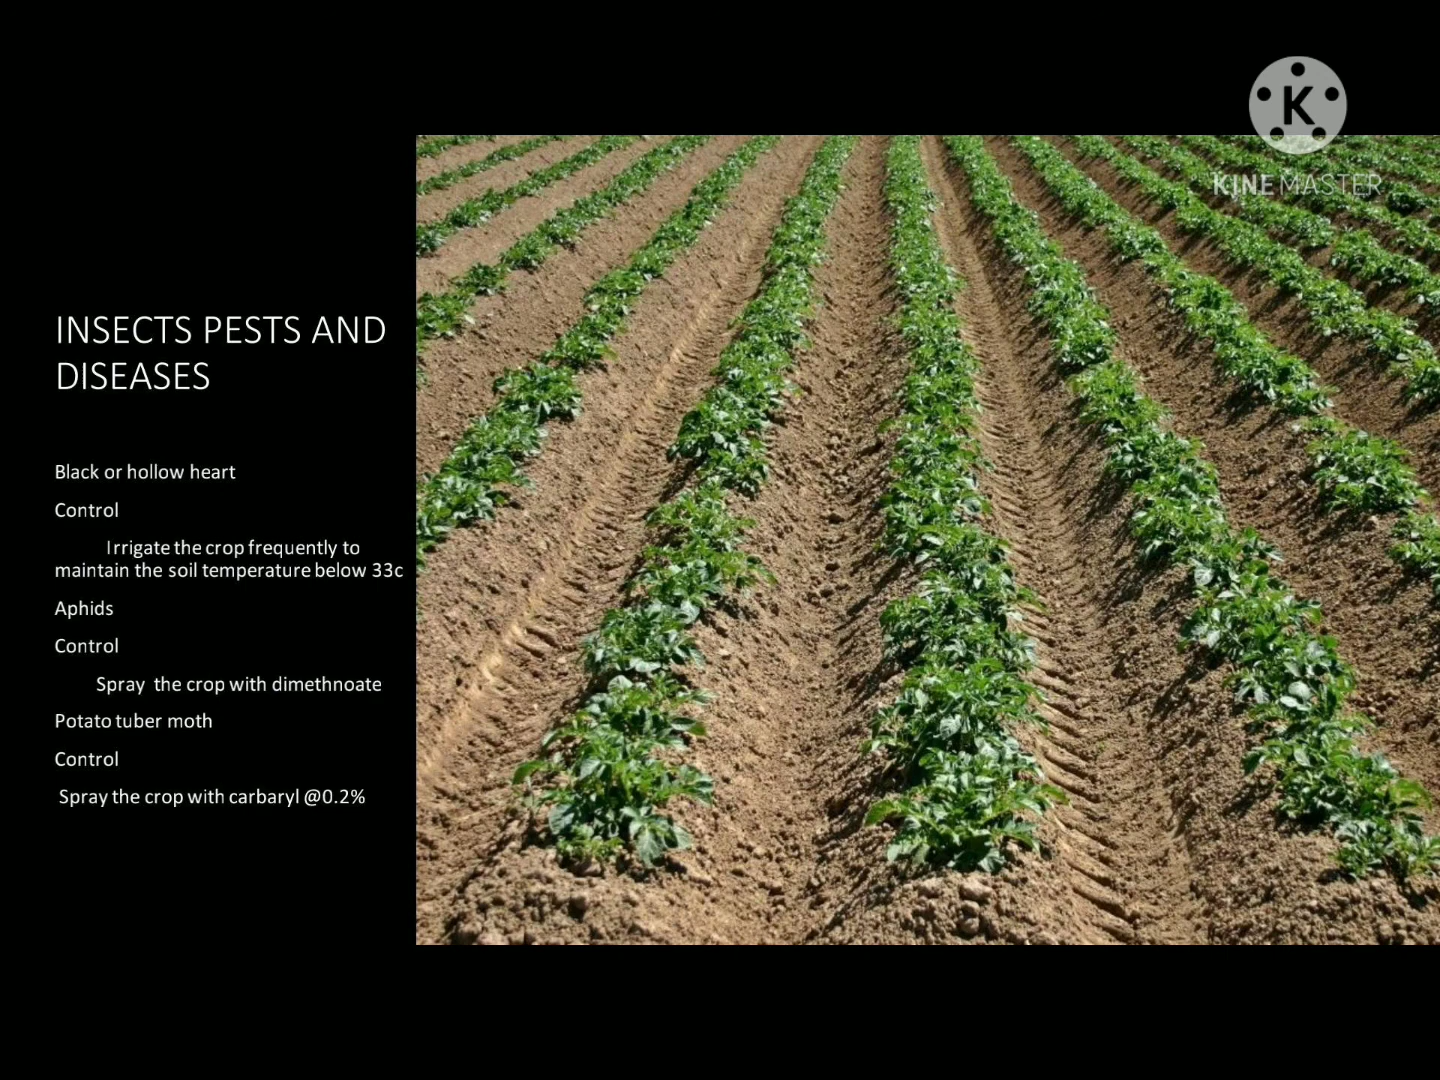 INSECTS PESTS AND
DISEASES
Black or hollow heart
Control
Irrigate the crop frequently to
maintain the soil temperature below 33c
Aphids
Control
Spray the crop with dimethnoate
Potato tuber moth
Control
Spray the crop with carbaryl @0.2%
K
KINEMASTER